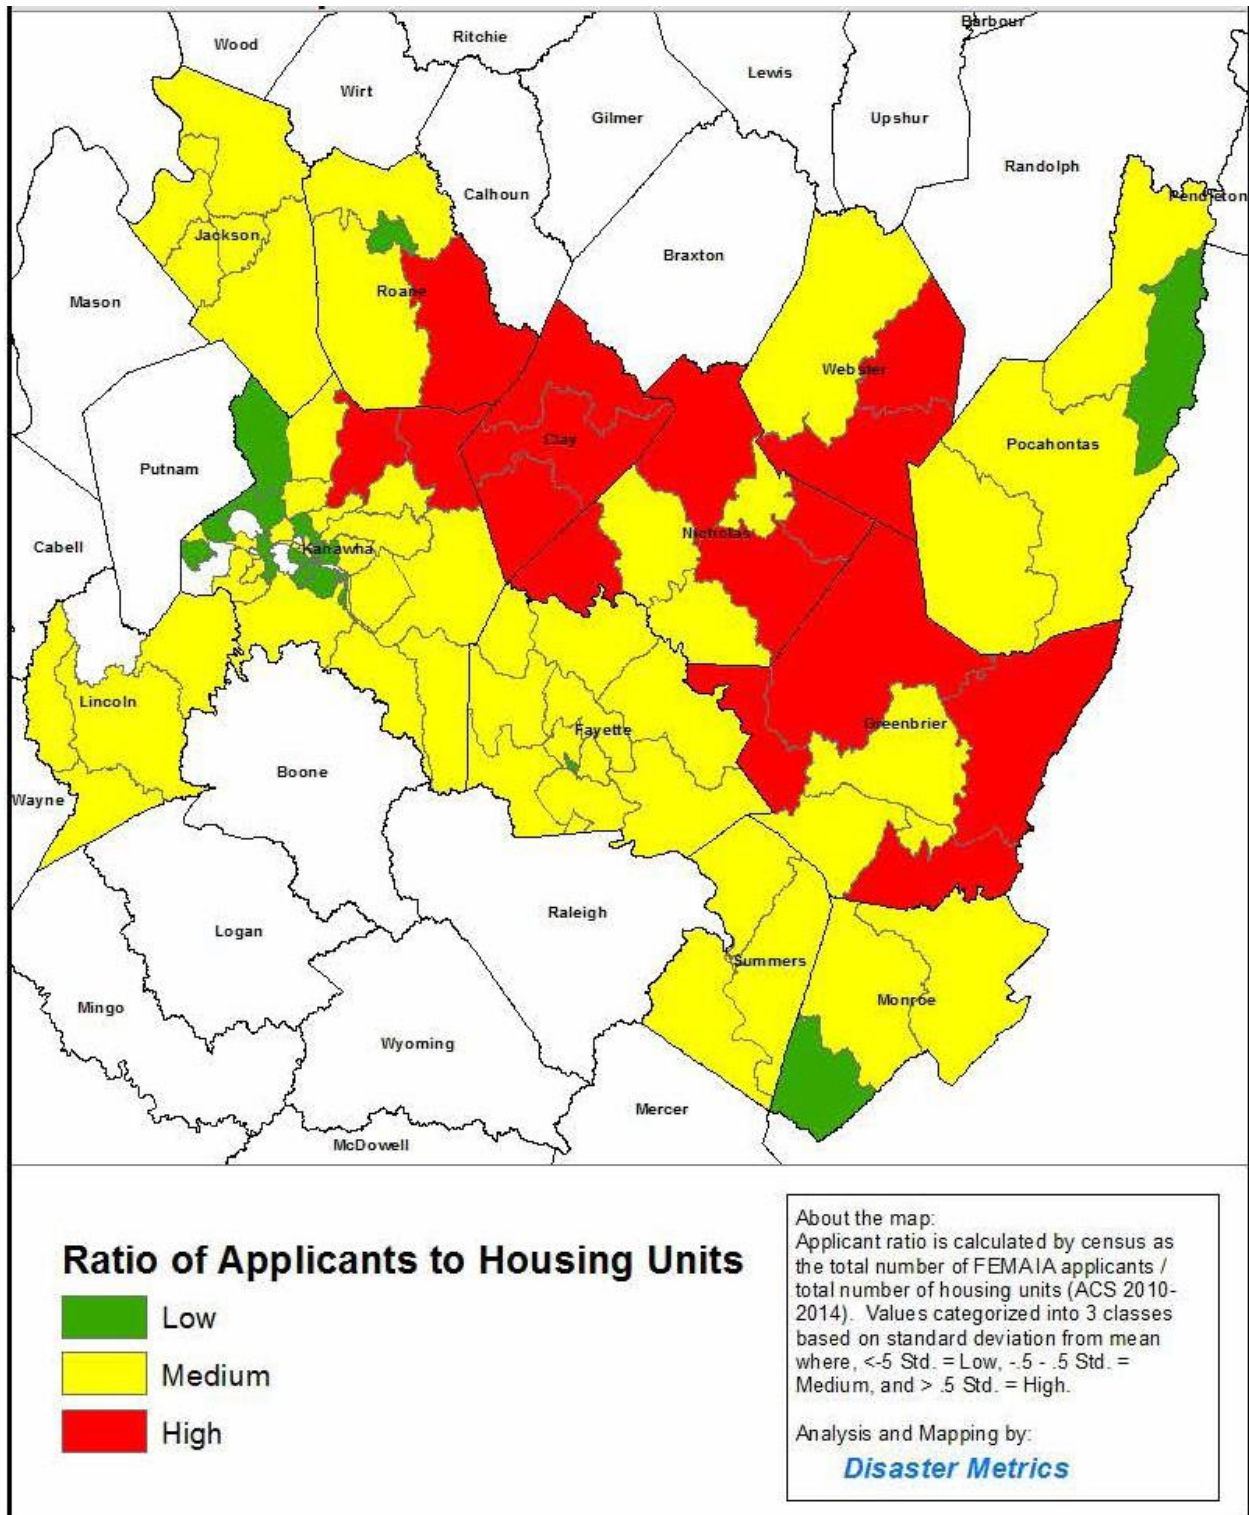 Barbour
Wood
Ritchie
Lewis
Wirt
Gilmer
Upshur
Randolph
Calhoun
Pendleton
Jackson
Braxton
Roane
Mason
Webster
Clay
Pocahontas
Putnam
Nicholas
Cabell
Kanawha
Lincoln
Greenbrier
Fayette
Boone
Wayne
Raleigh
Logan
Summers
Monroe
Mingo
Wyoming
Mercer
McDowell
Ratio of Applicants to Housing Units
Low
Medium
High
About the map:
Applicant ratio is calculated by census as
the total number of FEMAIA applicants /
total number of housing units (ACS 2010-
2014).  Values categorized into 3 classes
based on standard deviation from mean
where, <-5 Std. = Low, -.5 - .5 Std. =
Medium, and > .5 Std. = High.
Analysis and Mapping by:
Disaster Metrics